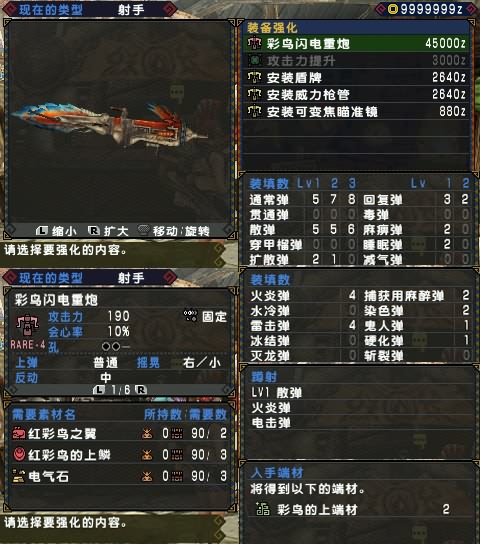 现在的类型 射手
缩小 扩大 移动/旋转
请选择要强化的内容。
9999999z
装备强化
彩鸟闪电重炮 45000z
攻击力提升 3000z
安装盾牌 2640z
安装威力枪管 2640z
安装可变焦瞄准镜 880z
装填数 Lv1 2 3 Lv 1 2
通常弹 5 7 8 回复弹 3 2
贯通弹 毒弹
散弹 5 5 6 麻痹弹 2
穿甲榴弹 睡眠弹 2
扩散弹 2 1 减气弹
现在的类型 射手
彩鸟闪电重炮
攻击力 190 固定
会心率 10%
RARE-4 孔 ●●—
上弹 普通 摇晃 右/小
反动 中
L 1/6 R
需要素材名 所持数/需要数
红彩鸟之翼 0 90/ 2
红彩鸟的上鳞 0 90/ 3
电气石 0 90/ 3
请选择要强化的内容。
装填数
火炎弹 4 捕获用麻醉弹 2
水冷弹 染色弹 2
雷击弹 4 鬼人弹 1
冰结弹 硬化弹 1
灭龙弹 斩裂弹
蹲射
LV1 散弹
火炎弹
电击弹
入手端材
将得到以下的端材。
彩鸟的上端材 2